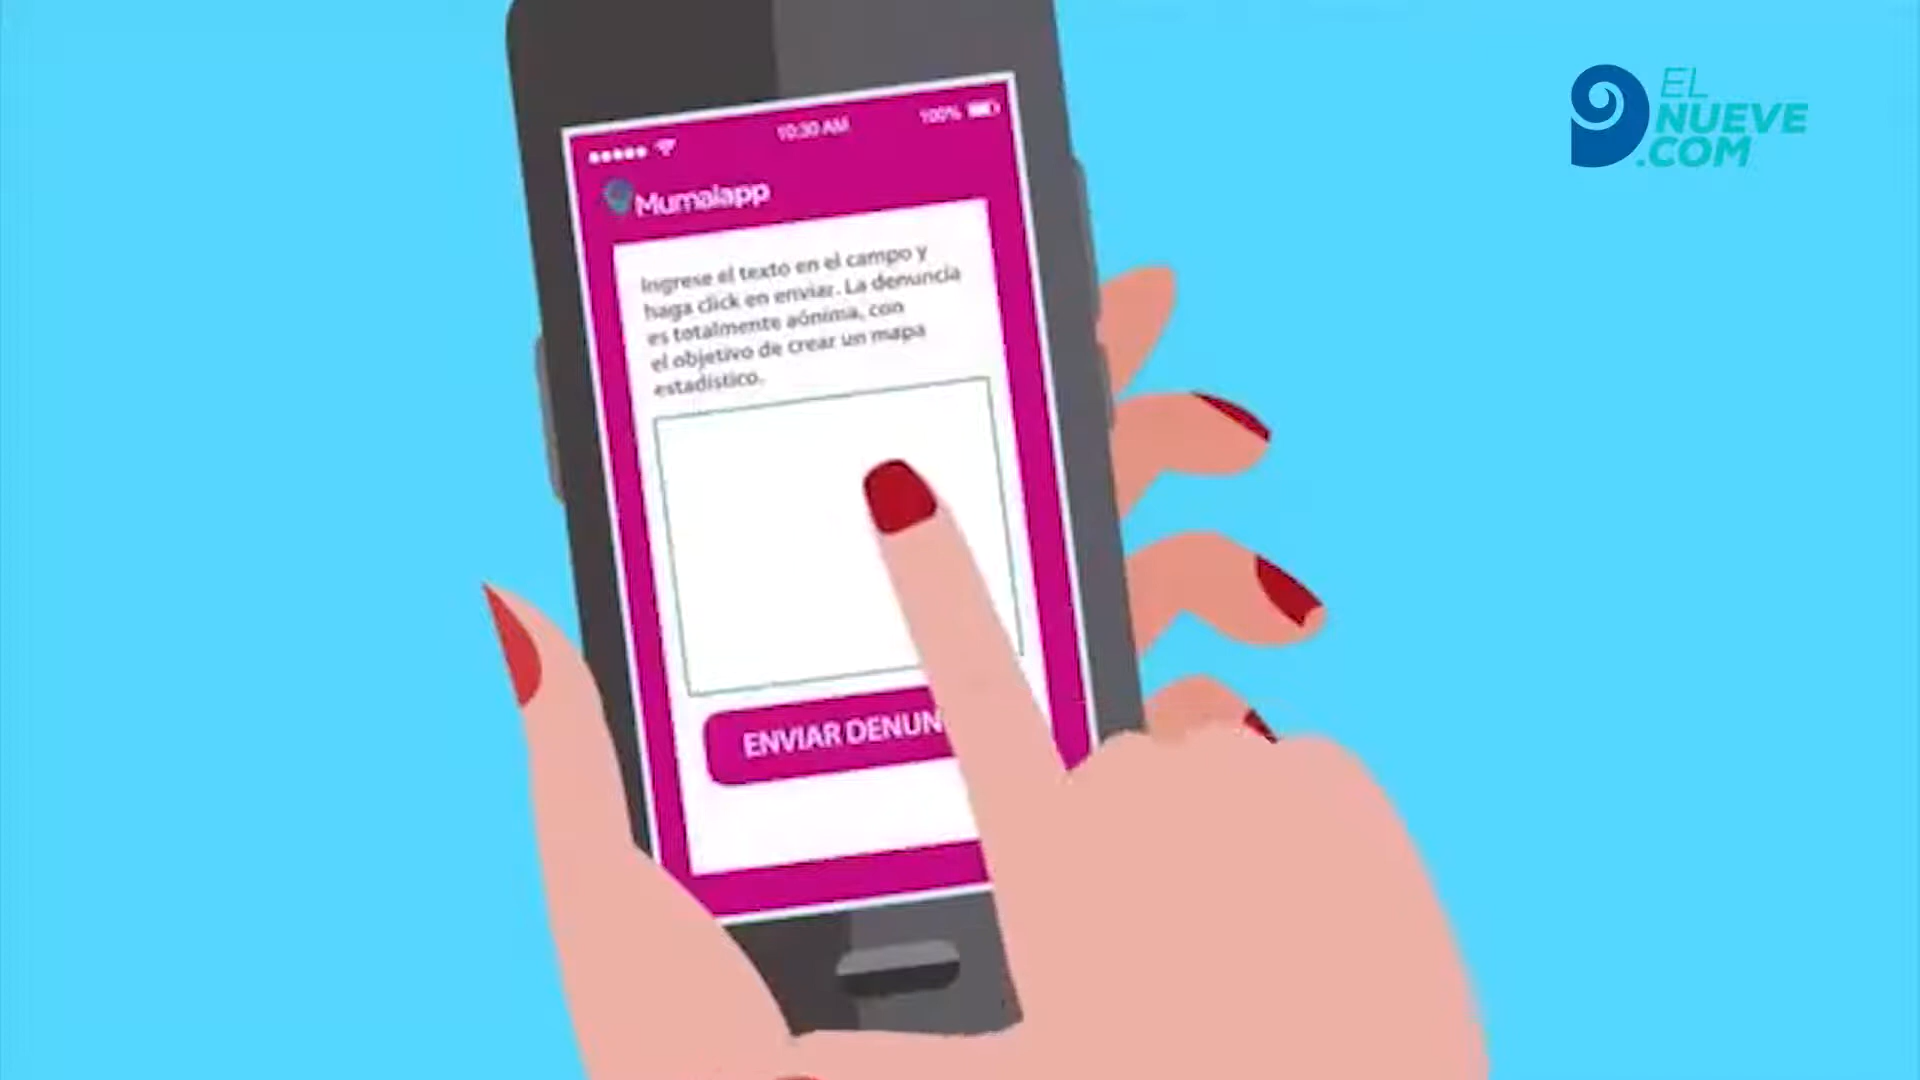 10:30 AM
100%
Mumalapp
Ingrese el texto en el campo y
haga click en enviar. La denuncia
es totalmente aónima, con
el objetivo de crear un mapa
estadístico.
ENVIAR DENUN
EL
NUEVE
.COM